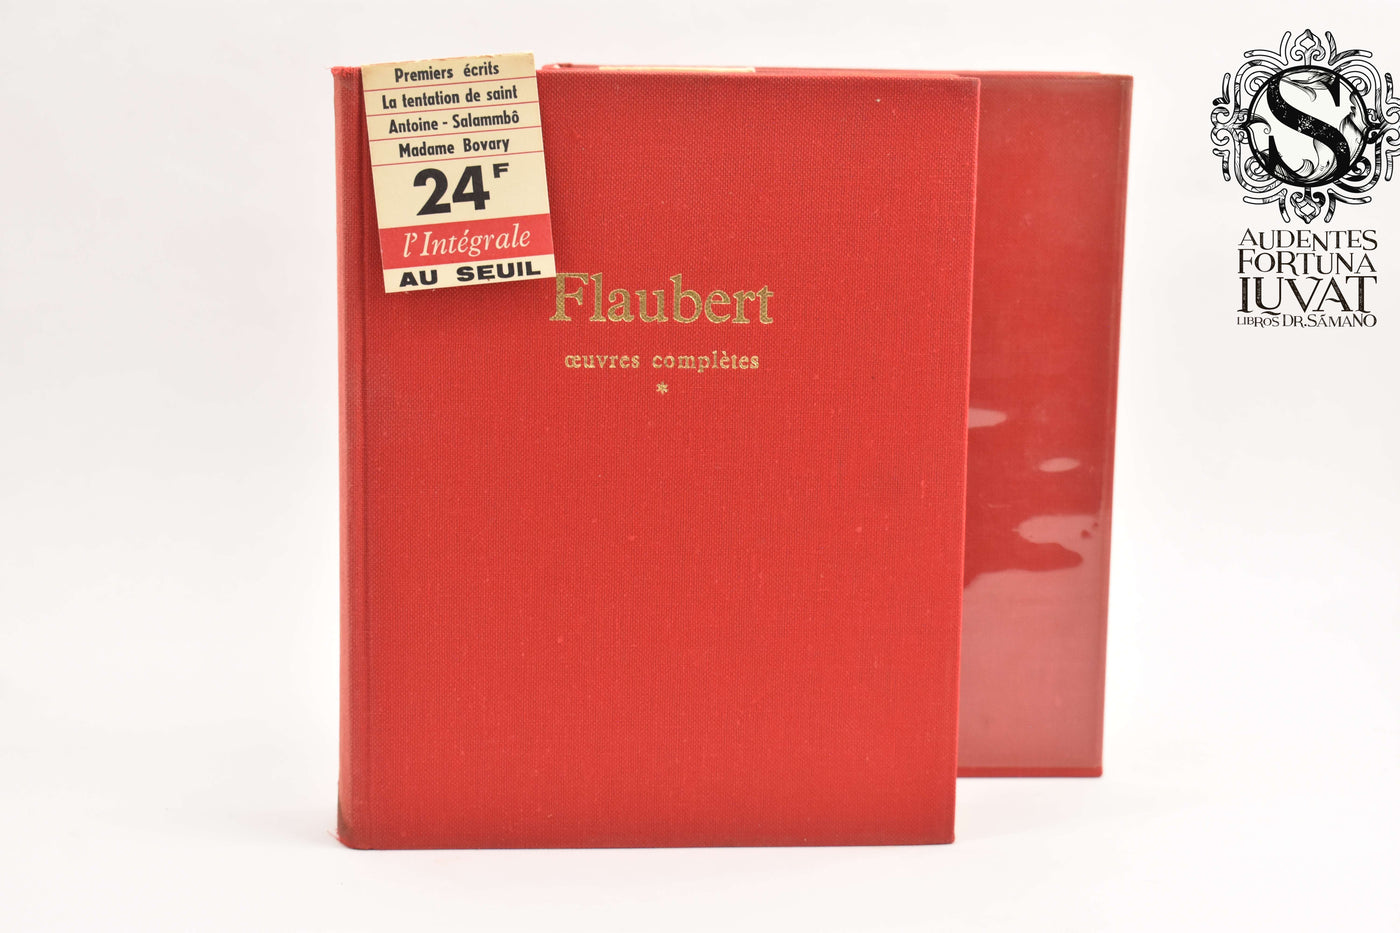 Premiers écrits
La tentation de saint
Antoine - Salammbô
Madame Bovary
24F
l'Intégrale
AU SEUIL
Flaubert
œuvres complètes
*
S
AUDENTES
FORTUNA
IUVAT
LIBROS DR. SÁMANO